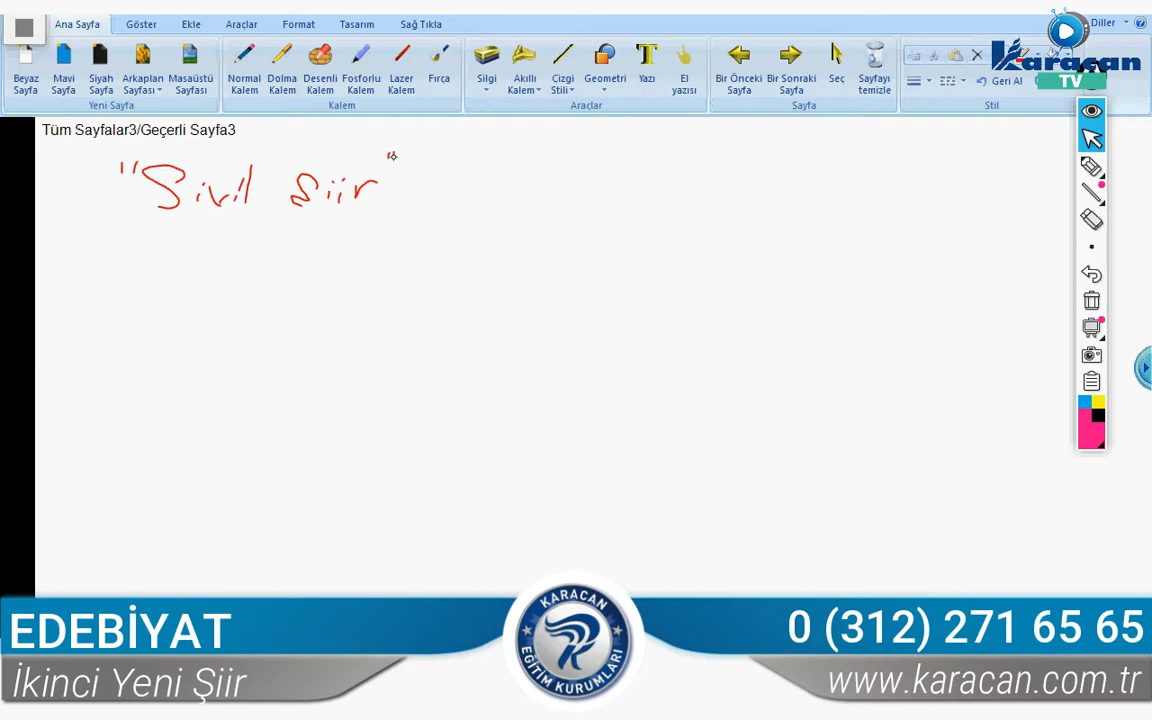 Ana Sayfa Göster Ekle Araçlar Format Tasarım Sağ Tıkla Diller
Beyaz Sayfa Mavi Sayfa Siyah Sayfa Arkaplan Sayfası Masaüstü Sayfası Normal Kalem Dolma Kalem Desenli Kalem Fosforlu Kalem Lazer Kalem Fırça Silgi Akıllı Kalem Çizgi Stili Geometri Yazı El yazısı Bir Önceki Sayfa Bir Sonraki Sayfa Seç Sayfayı temizle Geri Al
Yeni Sayfa Kalem Araçlar Sayfa Stil
Karacan
TV
Tüm Sayfalar3/Geçerli Sayfa3
"Sivil Şiir"
EDEBİYAT
İkinci Yeni Şiir
KARACAN
EĞİTİM KURUMLARI
0 (312) 271 65 65
www.karacan.com.tr